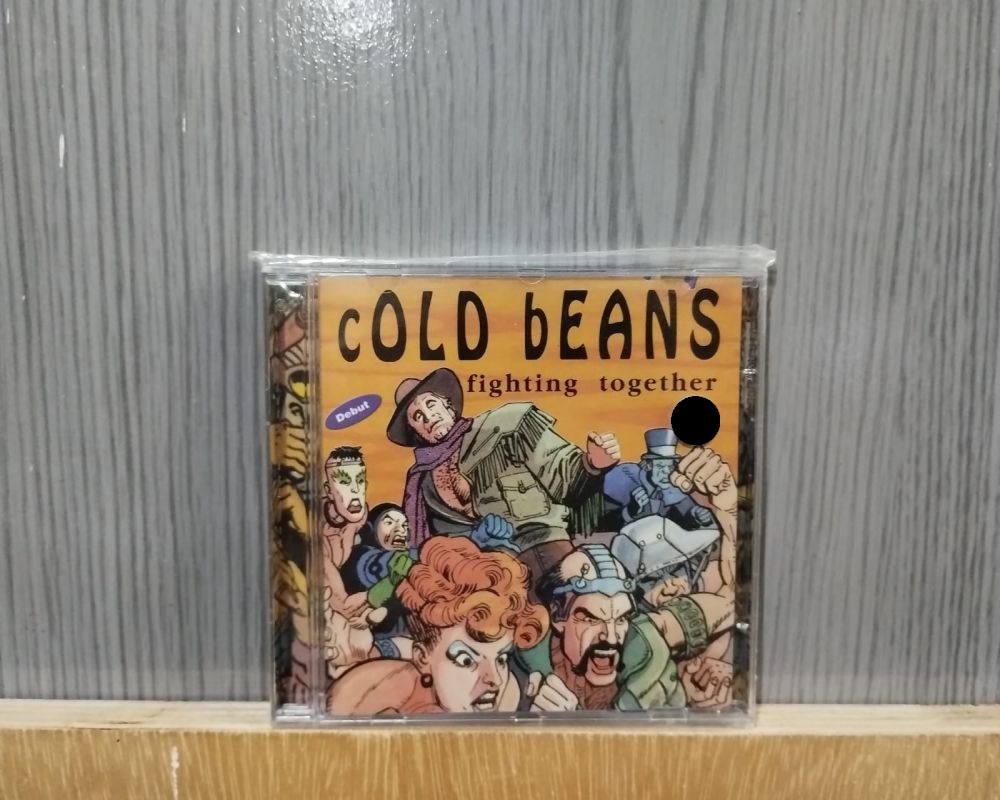 cOLD bEANS
fighting together
Debut